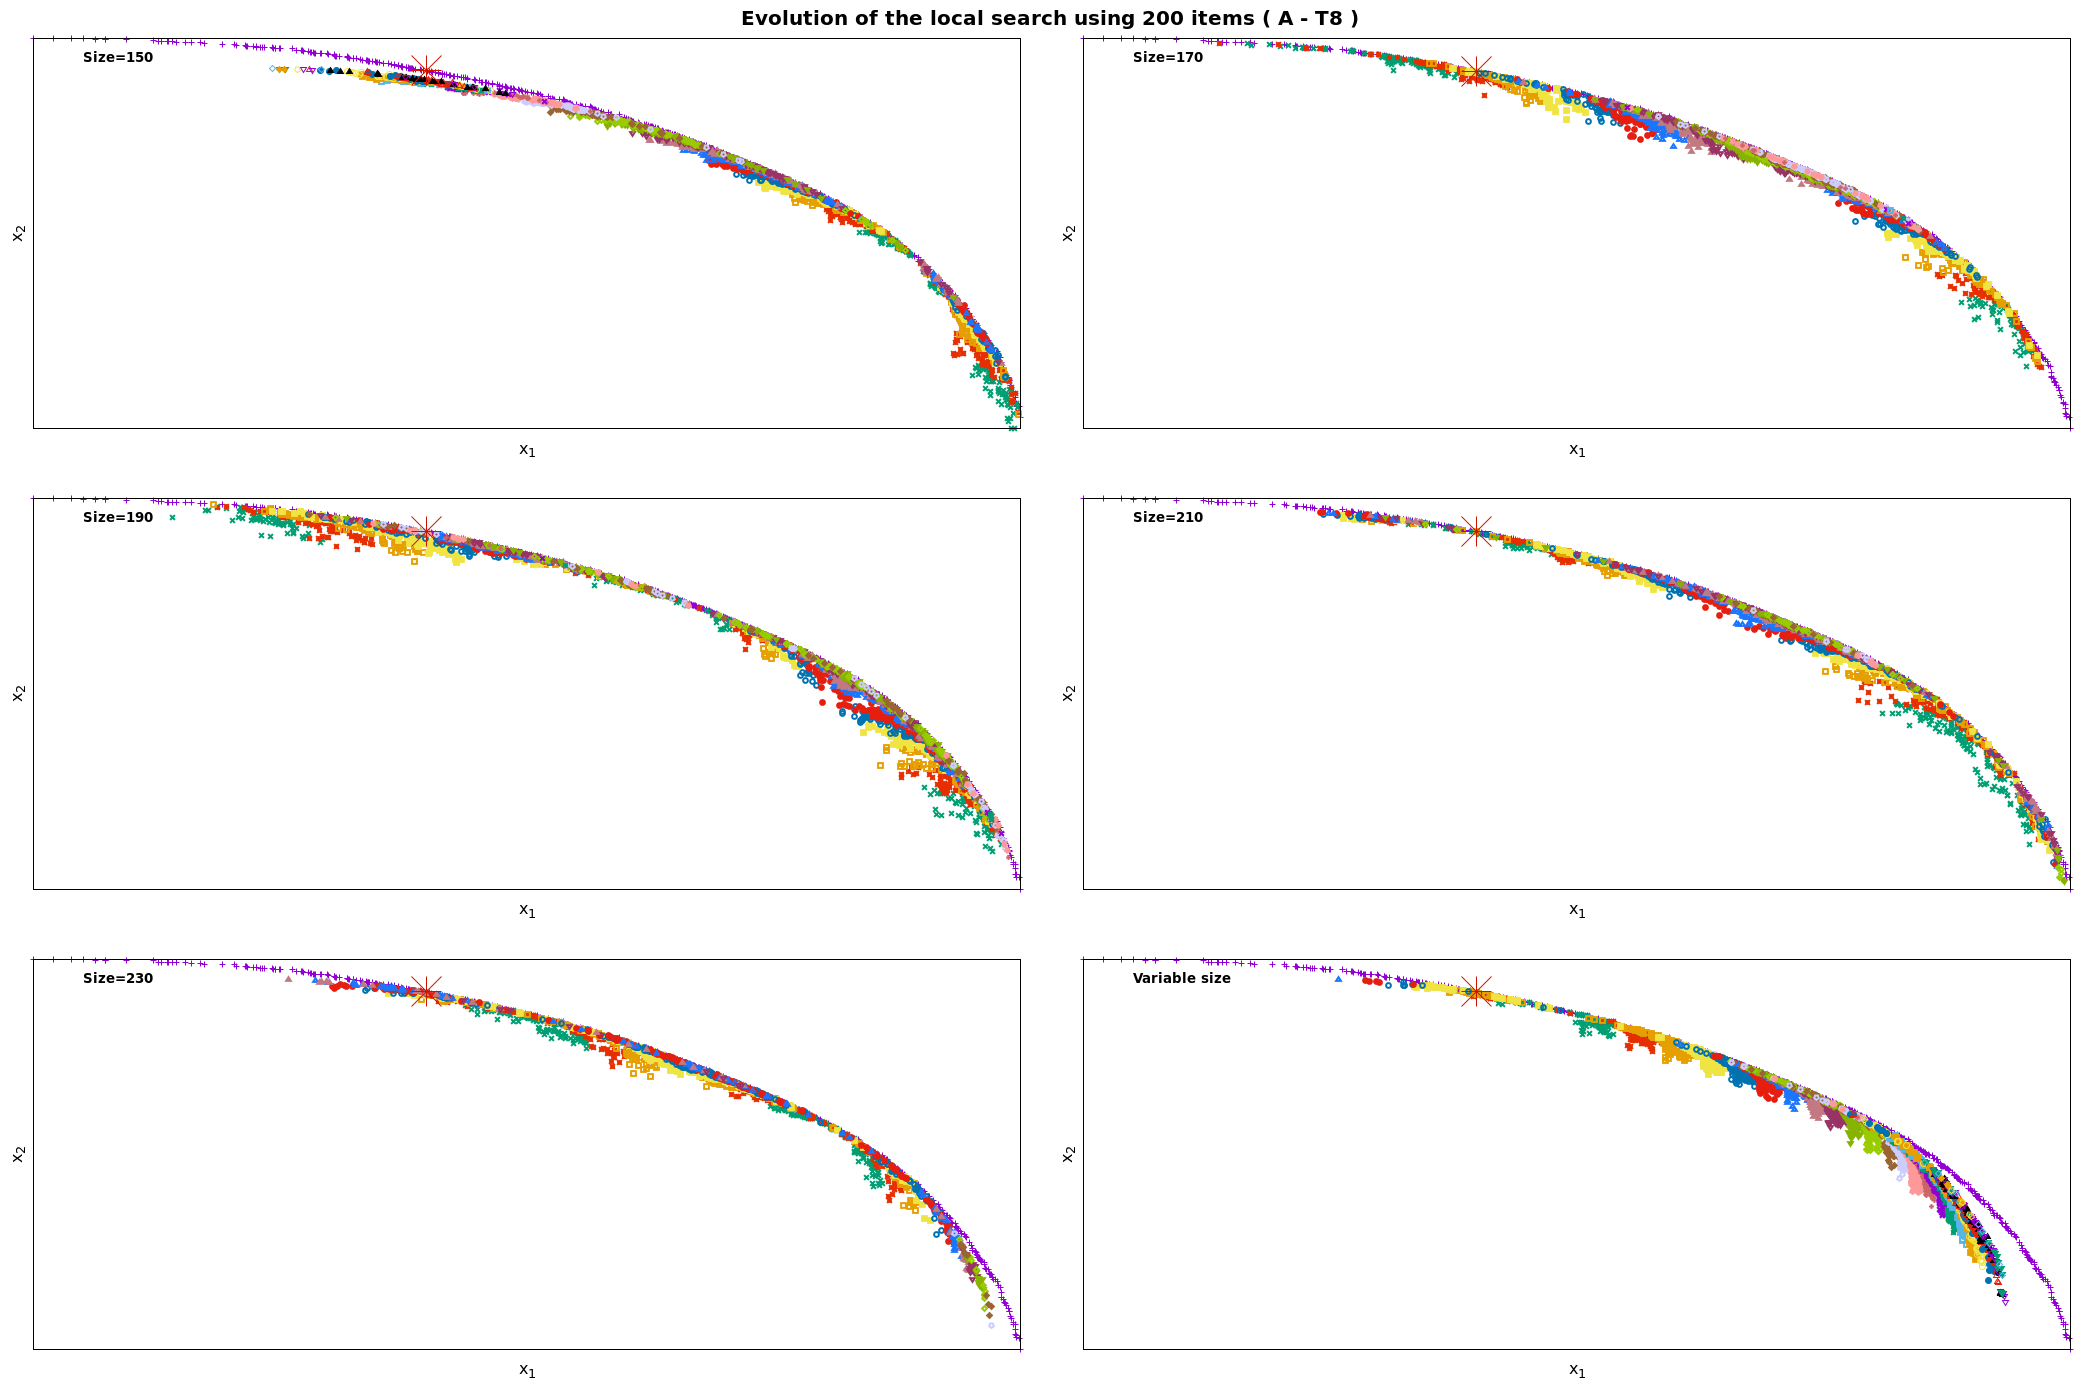 Evolution of the local search using 200 items ( A - T8 )
Size=150
x2
x1
Size=170
x2
x1
Size=190
x2
x1
Size=210
x2
x1
Size=230
x2
x1
Variable size
x2
x1